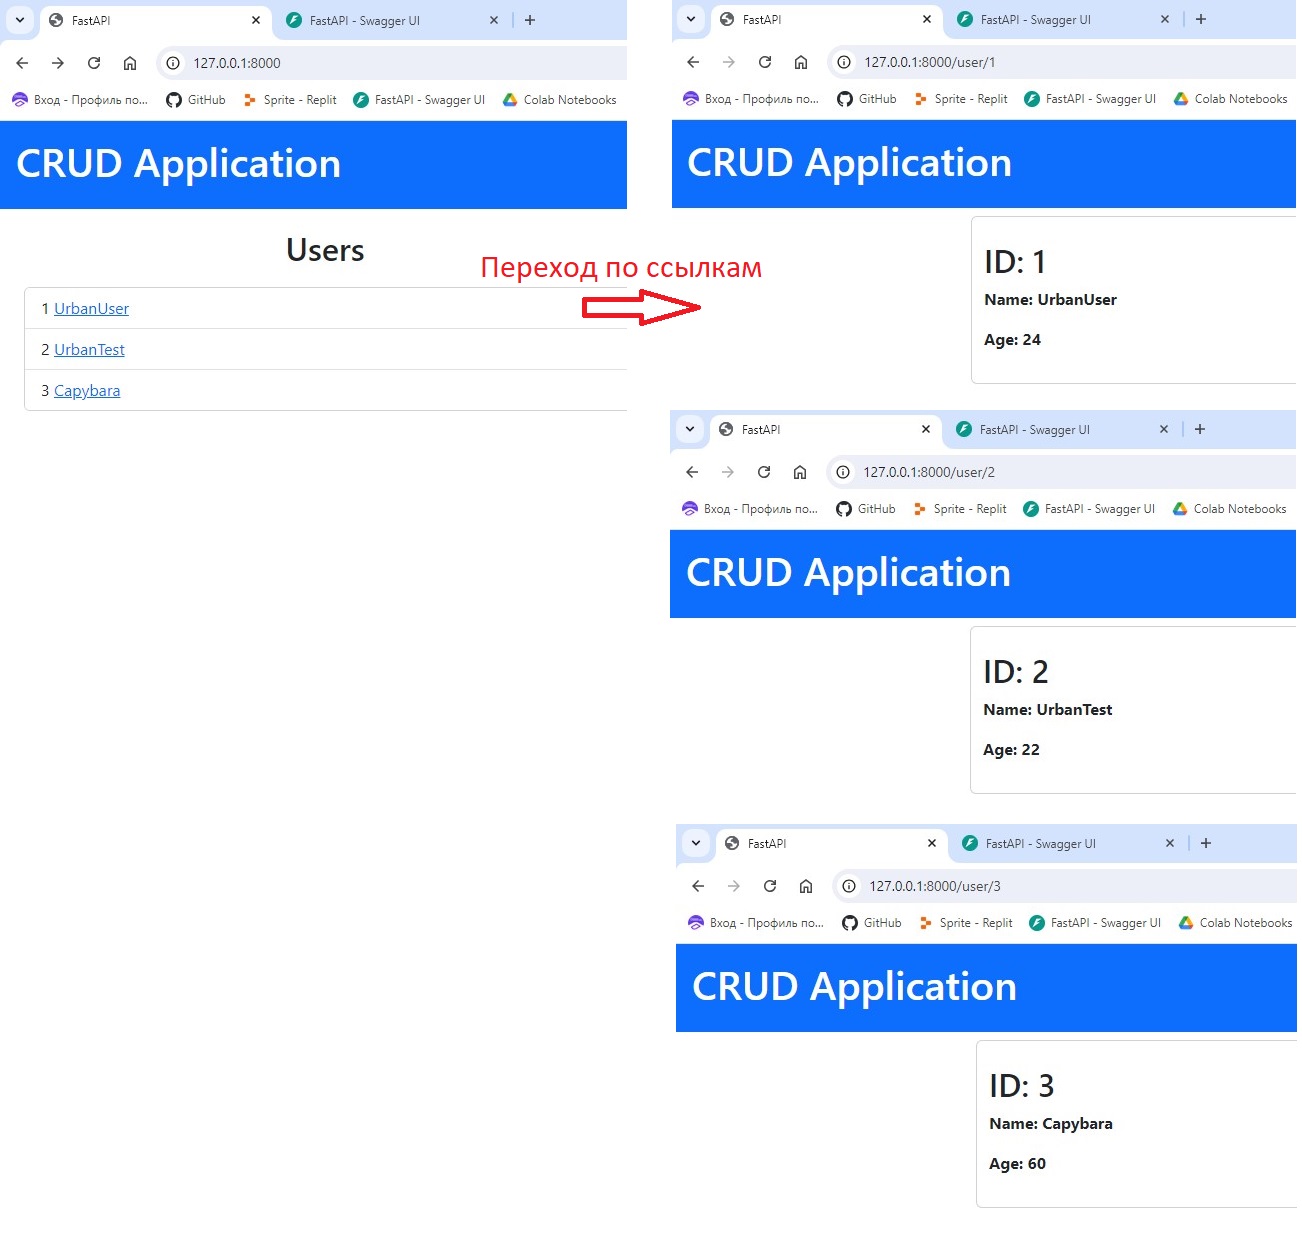 FastAPI
FastAPI - Swagger UI
127.0.0.1:8000
Вход - Профиль по...
GitHub
Sprite - Replit
FastAPI - Swagger UI
Colab Notebooks
CRUD Application
Users
1 UrbanUser
2 UrbanTest
3 Capybara
Переход по ссылкам
FastAPI
FastAPI - Swagger UI
127.0.0.1:8000/user/1
Вход - Профиль по...
GitHub
Sprite - Replit
FastAPI - Swagger UI
Colab Notebooks
CRUD Application
ID: 1
Name: UrbanUser
Age: 24
FastAPI
FastAPI - Swagger UI
127.0.0.1:8000/user/2
Вход - Профиль по...
GitHub
Sprite - Replit
FastAPI - Swagger UI
Colab Notebooks
CRUD Application
ID: 2
Name: UrbanTest
Age: 22
FastAPI
FastAPI - Swagger UI
127.0.0.1:8000/user/3
Вход - Профиль по...
GitHub
Sprite - Replit
FastAPI - Swagger UI
Colab Notebooks
CRUD Application
ID: 3
Name: Capybara
Age: 60